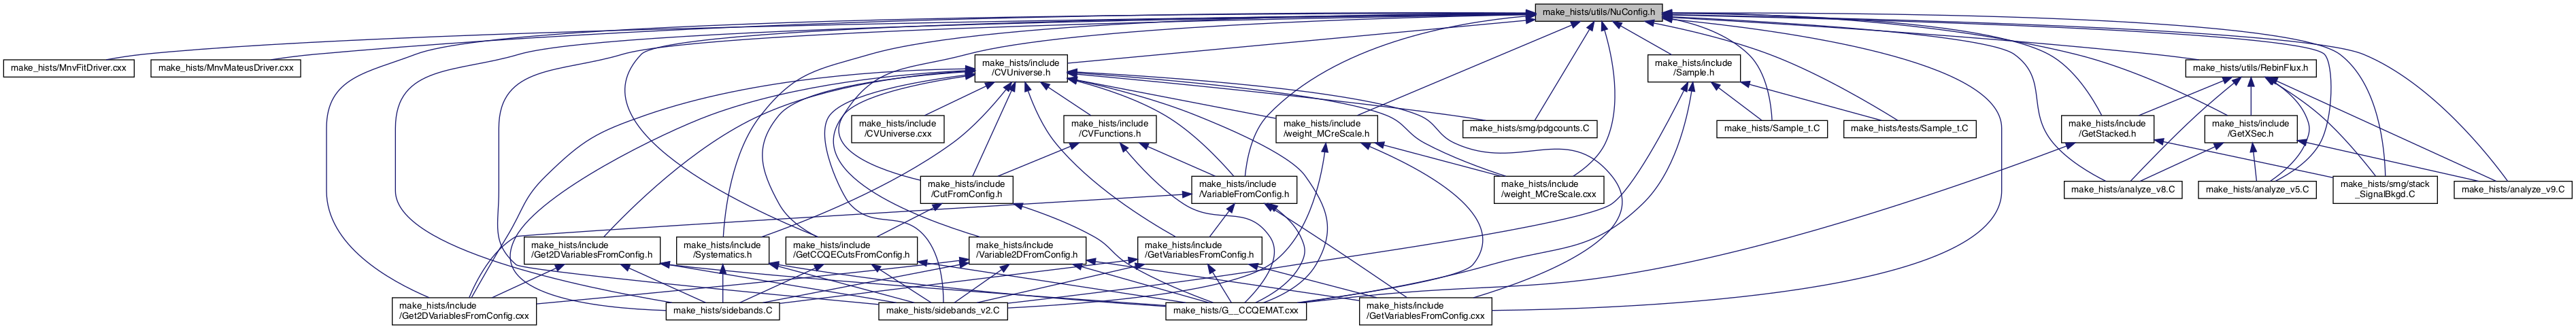 make_hists/utils/NuConfig.h
make_hists/MnvFitDriver.cxx
make_hists/MnvMateusDriver.cxx
make_hists/include
/CVUniverse.h
make_hists/include
/Sample.h
make_hists/utils/RebinFlux.h
make_hists/include
/CVUniverse.cxx
make_hists/include
/CVFunctions.h
make_hists/include
/weight_MCreScale.h
make_hists/smg/pdgcounts.C
make_hists/Sample_t.C
make_hists/tests/Sample_t.C
make_hists/include
/GetStacked.h
make_hists/include
/GetXSec.h
make_hists/include
/CutFromConfig.h
make_hists/include
/VariableFromConfig.h
make_hists/include
/weight_MCreScale.cxx
make_hists/analyze_v8.C
make_hists/analyze_v5.C
make_hists/smg/stack
_SignalBkgd.C
make_hists/analyze_v9.C
make_hists/include
/Get2DVariablesFromConfig.h
make_hists/include
/Systematics.h
make_hists/include
/GetCCQECutsFromConfig.h
make_hists/include
/Variable2DFromConfig.h
make_hists/include
/GetVariablesFromConfig.h
make_hists/include
/Get2DVariablesFromConfig.cxx
make_hists/sidebands.C
make_hists/sidebands_v2.C
make_hists/G__CCQEMAT.cxx
make_hists/include
/GetVariablesFromConfig.cxx